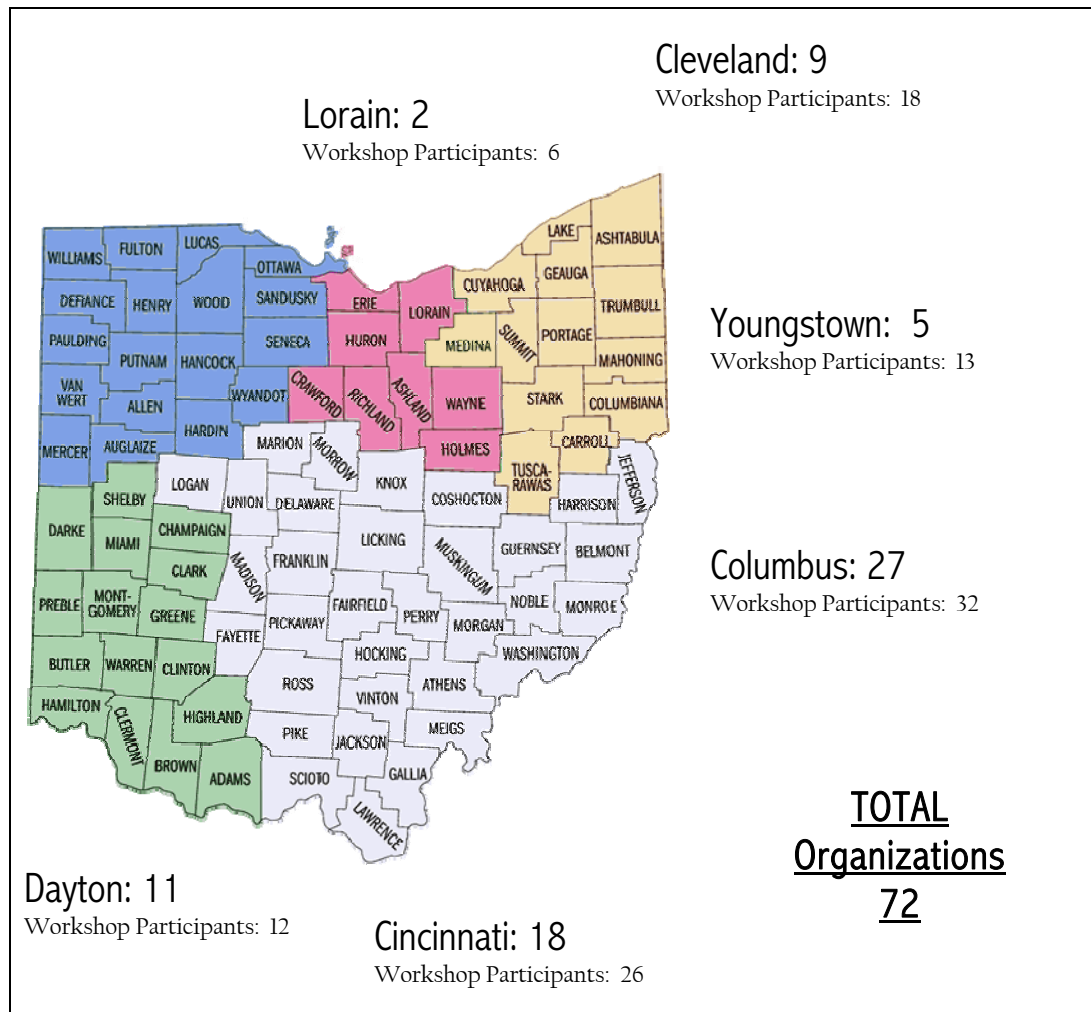 Cleveland: 9
Workshop Participants: 18
Lorain: 2
Workshop Participants: 6
LAKE
ASHTABULA
LUCAS
FULTON
WILLIAMS
OTTAWA
GEAUGA
CUYAHOGA
DEFIANCE
HENRY
WOOD
SANDUSKY
ERIE
LORAIN
TRUMBULL
PAULDING
SENECA
HURON
MEDINA
SUMMIT
PORTAGE
PUTNAM
HANCOCK
MAHONING
VAN
WERT
ALLEN
WYANDOT
CRAWFORD
RICHLAND
ASHLAND
WAYNE
STARK
COLUMBIANA
MERCER
AUGLAIZE
HARDIN
MARION
MORROW
HOLMES
CARROLL
TUSCA-
RAWAS
JEFFERSON
LOGAN
UNION
DELAWARE
KNOX
COSHOCTON
HARRISON
SHELBY
DARKE
MIAMI
CHAMPAIGN
LICKING
MUSKINGUM
GUERNSEY
BELMONT
CLARK
MADISON
FRANKLIN
PREBLE
MONT-
GOMERY
GREENE
FAIRFIELD
PERRY
NOBLE
MONROE
FAYETTE
PICKAWAY
MORGAN
BUTLER
WARREN
CLINTON
HOCKING
WASHINGTON
ROSS
VINTON
ATHENS
HAMILTON
CLERMONT
HIGHLAND
PIKE
JACKSON
MEIGS
BROWN
ADAMS
SCIOTO
GALLIA
LAWRENCE
Youngstown: 5
Workshop Participants: 13
Columbus: 27
Workshop Participants: 32
TOTAL
Organizations
72
Dayton: 11
Workshop Participants: 12
Cincinnati: 18
Workshop Participants: 26